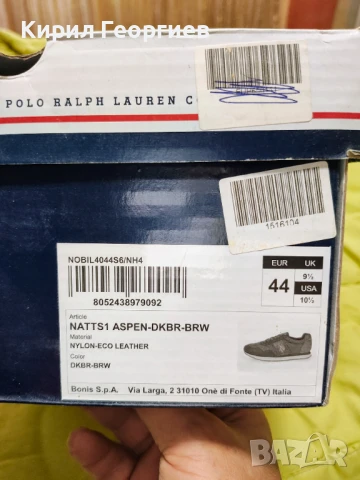 Кирил Георгиев
POLO RALPH LAUREN C
1516104
NOBIL4044S6/NH4
8052438979092
EUR
UK
44
9½
USA
10½
Article
NATTS1 ASPEN-DKBR-BRW
Material
NYLON-ECO LEATHER
Color
DKBR-BRW
Bonis S.p.A. Via Larga, 2 31010 Onè di Fonte (TV) Italia
BAZAR